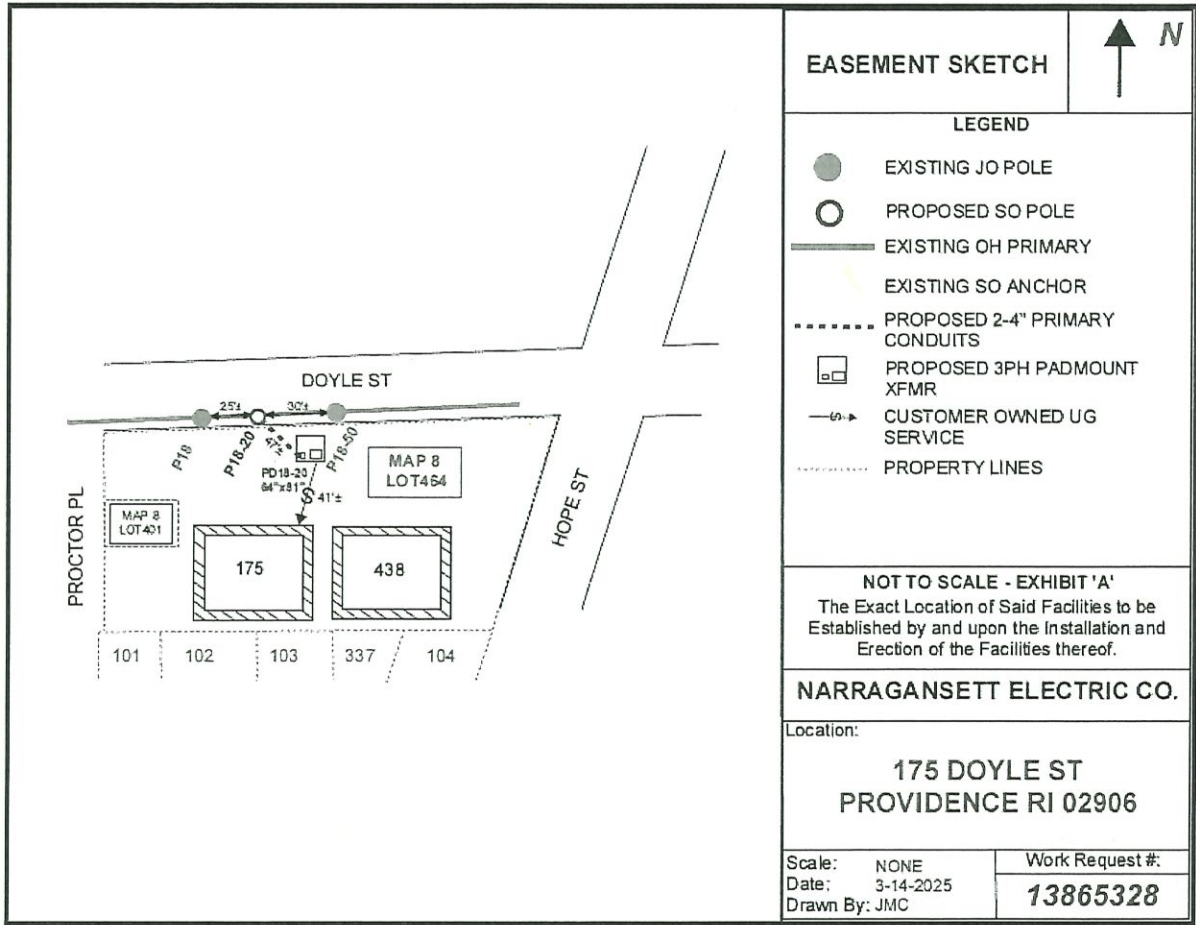 EASEMENT SKETCH
N
LEGEND
EXISTING JO POLE
PROPOSED SO POLE
EXISTING OH PRIMARY
EXISTING SO ANCHOR
PROPOSED 2-4" PRIMARY
CONDUITS
PROPOSED 3PH PADMOUNT
XFMR
S
CUSTOMER OWNED UG
SERVICE
PROPERTY LINES
DOYLE ST
25'±
30'±
P18
P18-20
47'±
P18-50
PD18-20
64"x81"
S
41'±
MAP 8
LOT464
MAP 8
LOT401
PROCTOR PL
HOPE ST
175
438
101
102
103
337
104
NOT TO SCALE - EXHIBIT 'A'
The Exact Location of Said Facilities to be
Established by and upon the Installation and
Erection of the Facilities thereof.
NARRAGANSETT ELECTRIC CO.
Location:
175 DOYLE ST
PROVIDENCE RI 02906
Scale: NONE
Date: 3-14-2025
Drawn By: JMC
Work Request #:
13865328